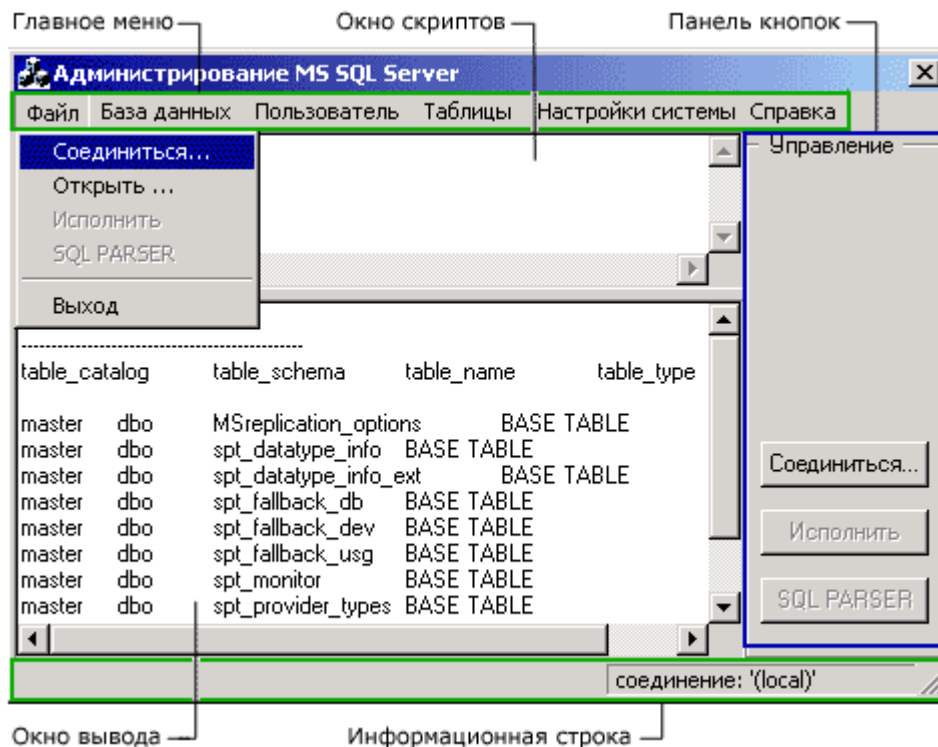 Главное меню Окно скриптов Панель кнопок
Администрирование MS SQL Server
Файл База данных Пользователь Таблицы Настройки системы Справка
Соединиться...
Открыть ...
Исполнить
SQL PARSER
Выход
Управление
---------------------------------------------------
table_catalog table_schema table_name table_type
master dbo MSreplication_options BASE TABLE
master dbo spt_datatype_info BASE TABLE
master dbo spt_datatype_info_ext BASE TABLE
master dbo spt_fallback_db BASE TABLE
master dbo spt_fallback_dev BASE TABLE
master dbo spt_fallback_usg BASE TABLE
master dbo spt_monitor BASE TABLE
master dbo spt_provider_types BASE TABLE
Соединиться...
Исполнить
SQL PARSER
соединение: '(local)'
Окно вывода Информационная строка